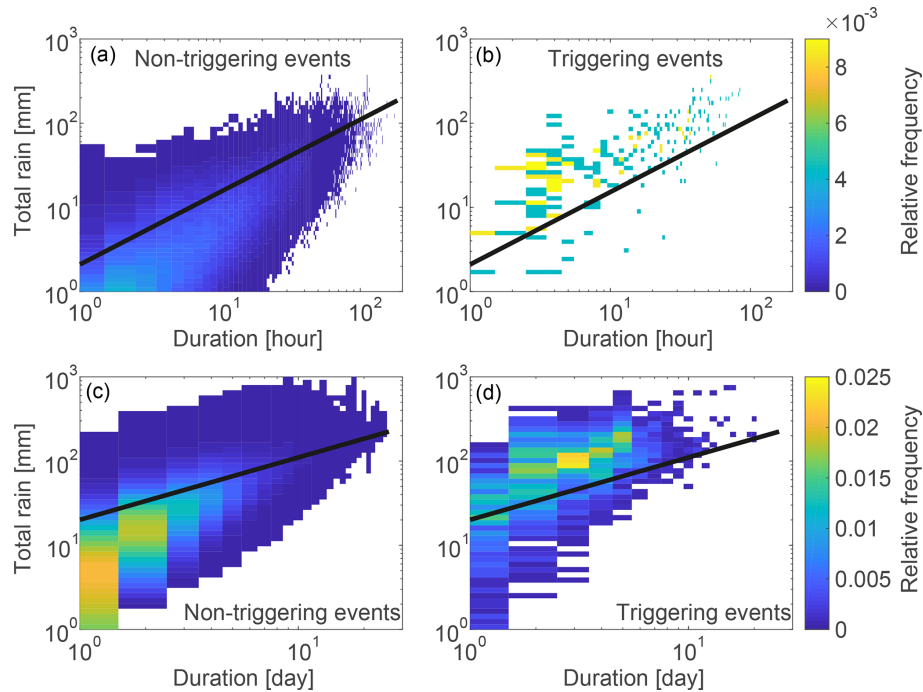 ×10⁻³
(a) Non-triggering events
(b) Triggering events
Total rain [mm]
10³
10²
10¹
10⁰
10⁰ 10¹ 10²
Duration [hour]
10³
10²
10¹
10⁰
10⁰ 10¹ 10²
Duration [hour]
8
6
4
2
0
Relative frequency
(c)
Non-triggering events
Total rain [mm]
10³
10²
10¹
10⁰
10⁰ 10¹
Duration [day]
(d)
Triggering events
10³
10²
10¹
10⁰
10⁰ 10¹
Duration [day]
0.025
0.02
0.015
0.01
0.005
0
Relative frequency